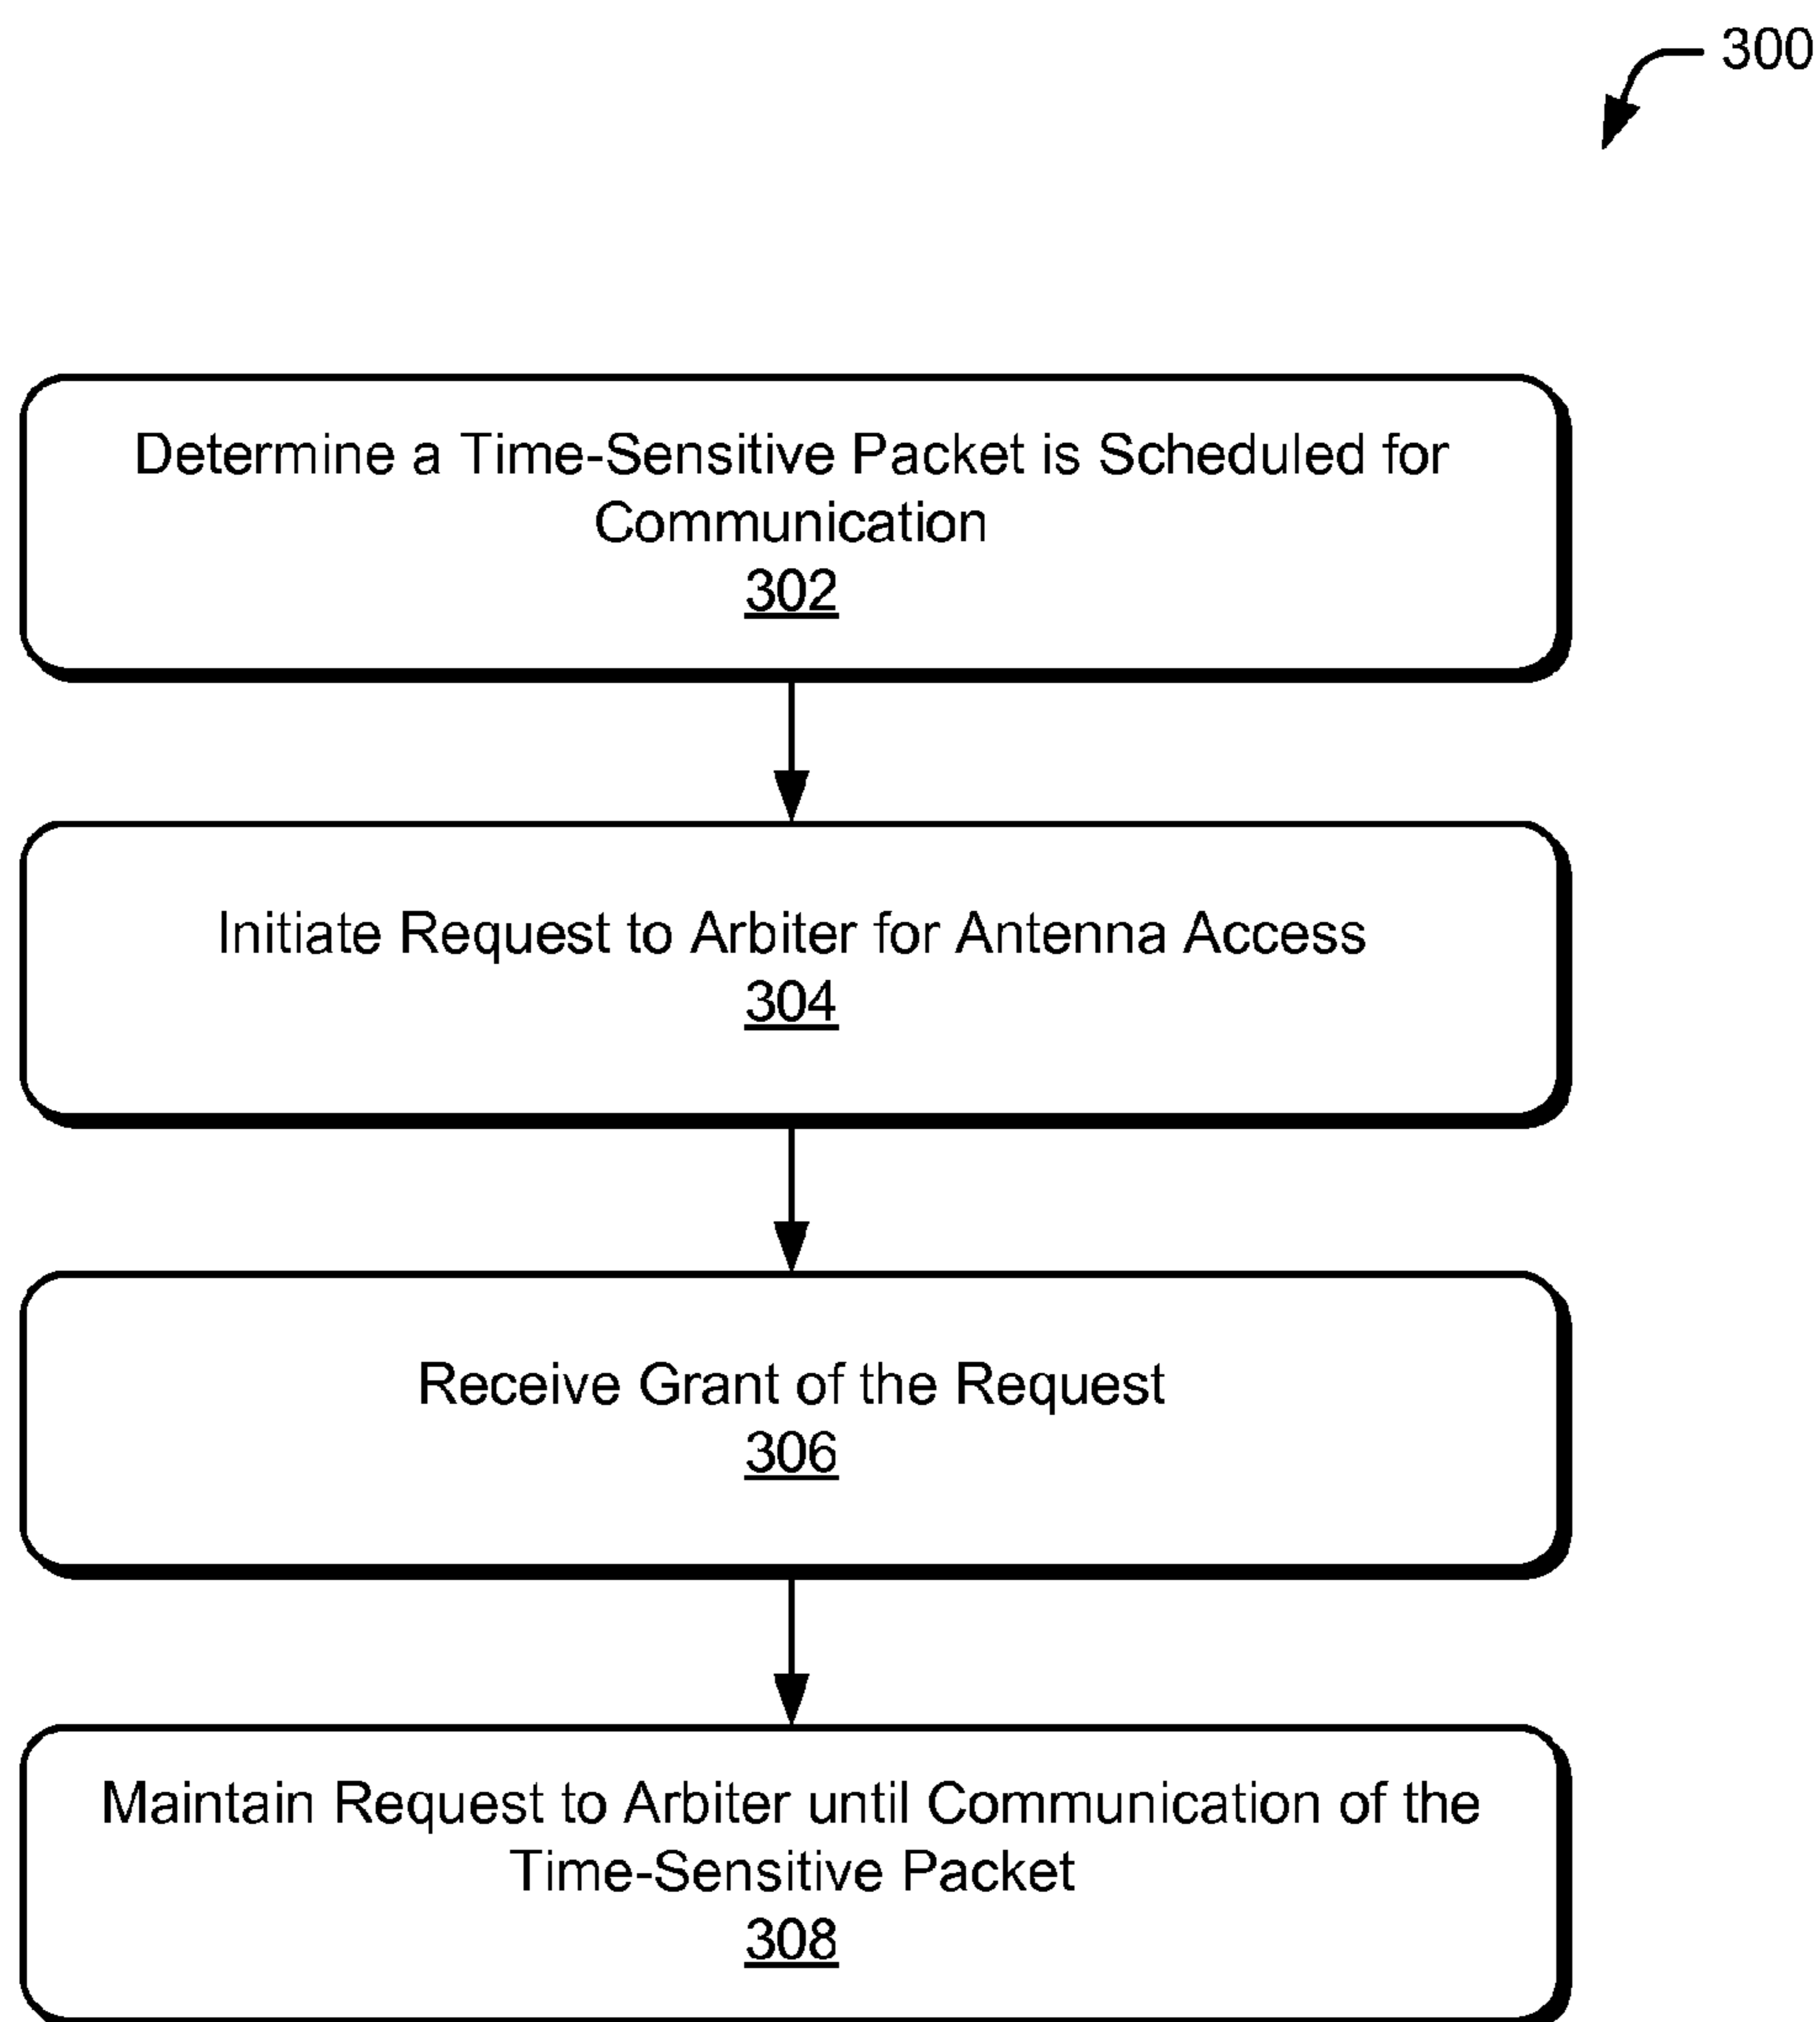 300
Determine a Time-Sensitive Packet is Scheduled for
Communication
302
Initiate Request to Arbiter for Antenna Access
304
Receive Grant of the Request
306
Maintain Request to Arbiter until Communication of the
Time-Sensitive Packet
308